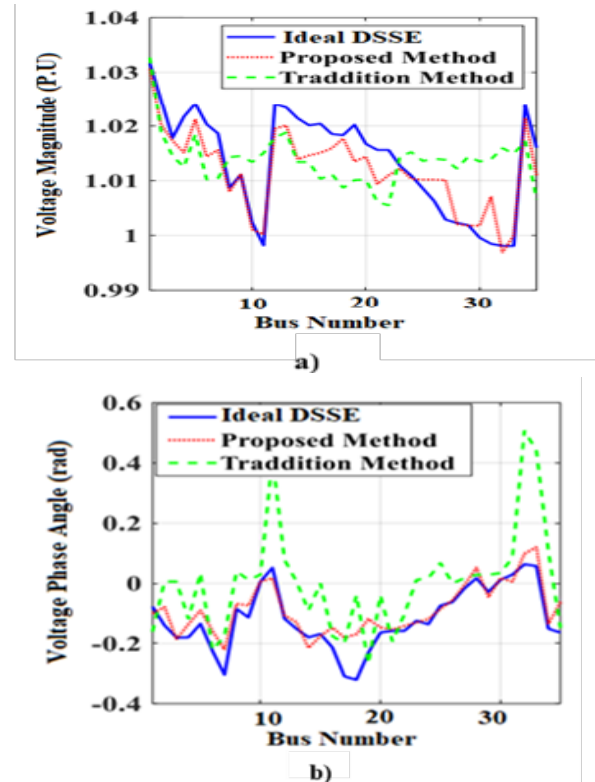 1.04
1.03
1.02
1.01
1
0.99
Voltage Magnitude (P.U)
Ideal DSSE
Proposed Method
Traddition Method
10
20
30
Bus Number
a)
0.6
0.4
0.2
0
-0.2
-0.4
Voltage Phase Angle (rad)
Ideal DSSE
Proposed Method
Traddition Method
10
20
30
Bus Number
b)